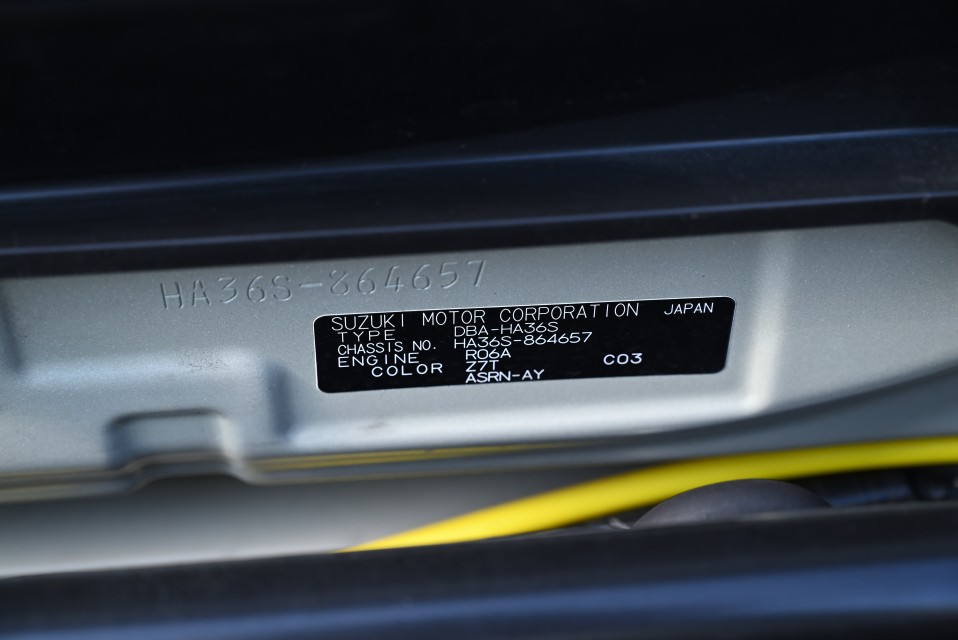 HA36S-864657
SUZUKI MOTOR CORPORATION JAPAN
TYPE DBA-HA36S
CHASSIS NO. HA36S-864657
ENGINE R06A
COLOR Z7T C03
ASRN-AY